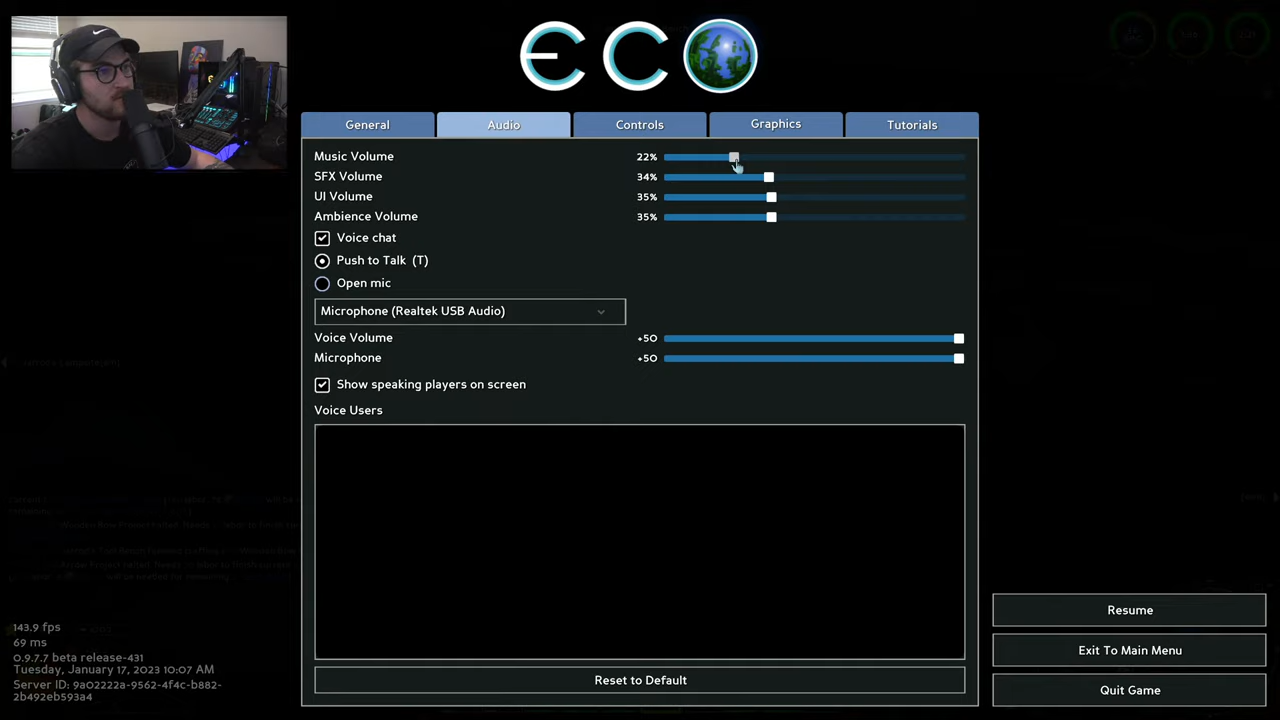 ECO
General
Audio
Controls
Graphics
Tutorials
Music Volume 22%
SFX Volume 34%
UI Volume 35%
Ambience Volume 35%
Voice chat
Push to Talk (T)
Open mic
Microphone (Realtek USB Audio)
Voice Volume +50
Microphone +50
Show speaking players on screen
Voice Users
143.9 fps
69 ms
0.9.7.7 beta release-431
Tuesday, January 17, 2023 10:07 AM
Server ID: 9a02222a-9562-4f4c-b882-
2b492eb593a4
Reset to Default
Resume
Exit To Main Menu
Quit Game